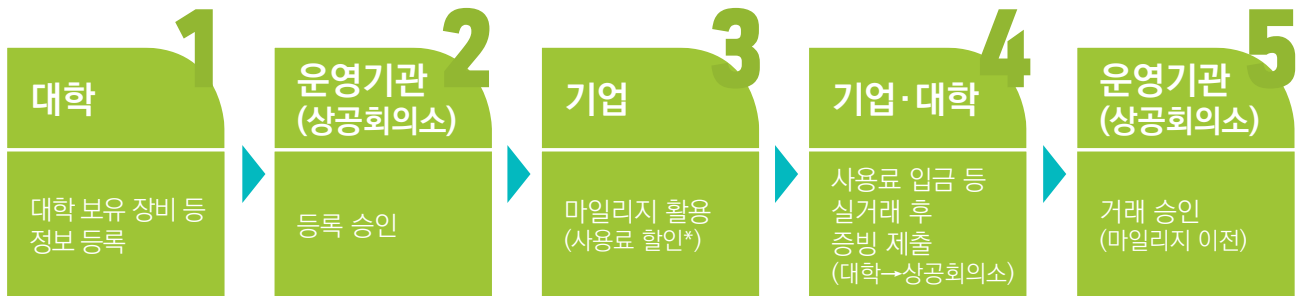 1
대학
대학 보유 장비 등
정보 등록
2
운영기관
(상공회의소)
등록 승인
3
기업
마일리지 활용
(사용료 할인*)
4
기업·대학
사용료 입금 등
실거래 후
증빙 제출
(대학→상공회의소)
5
운영기관
(상공회의소)
거래 승인
(마일리지 이전)